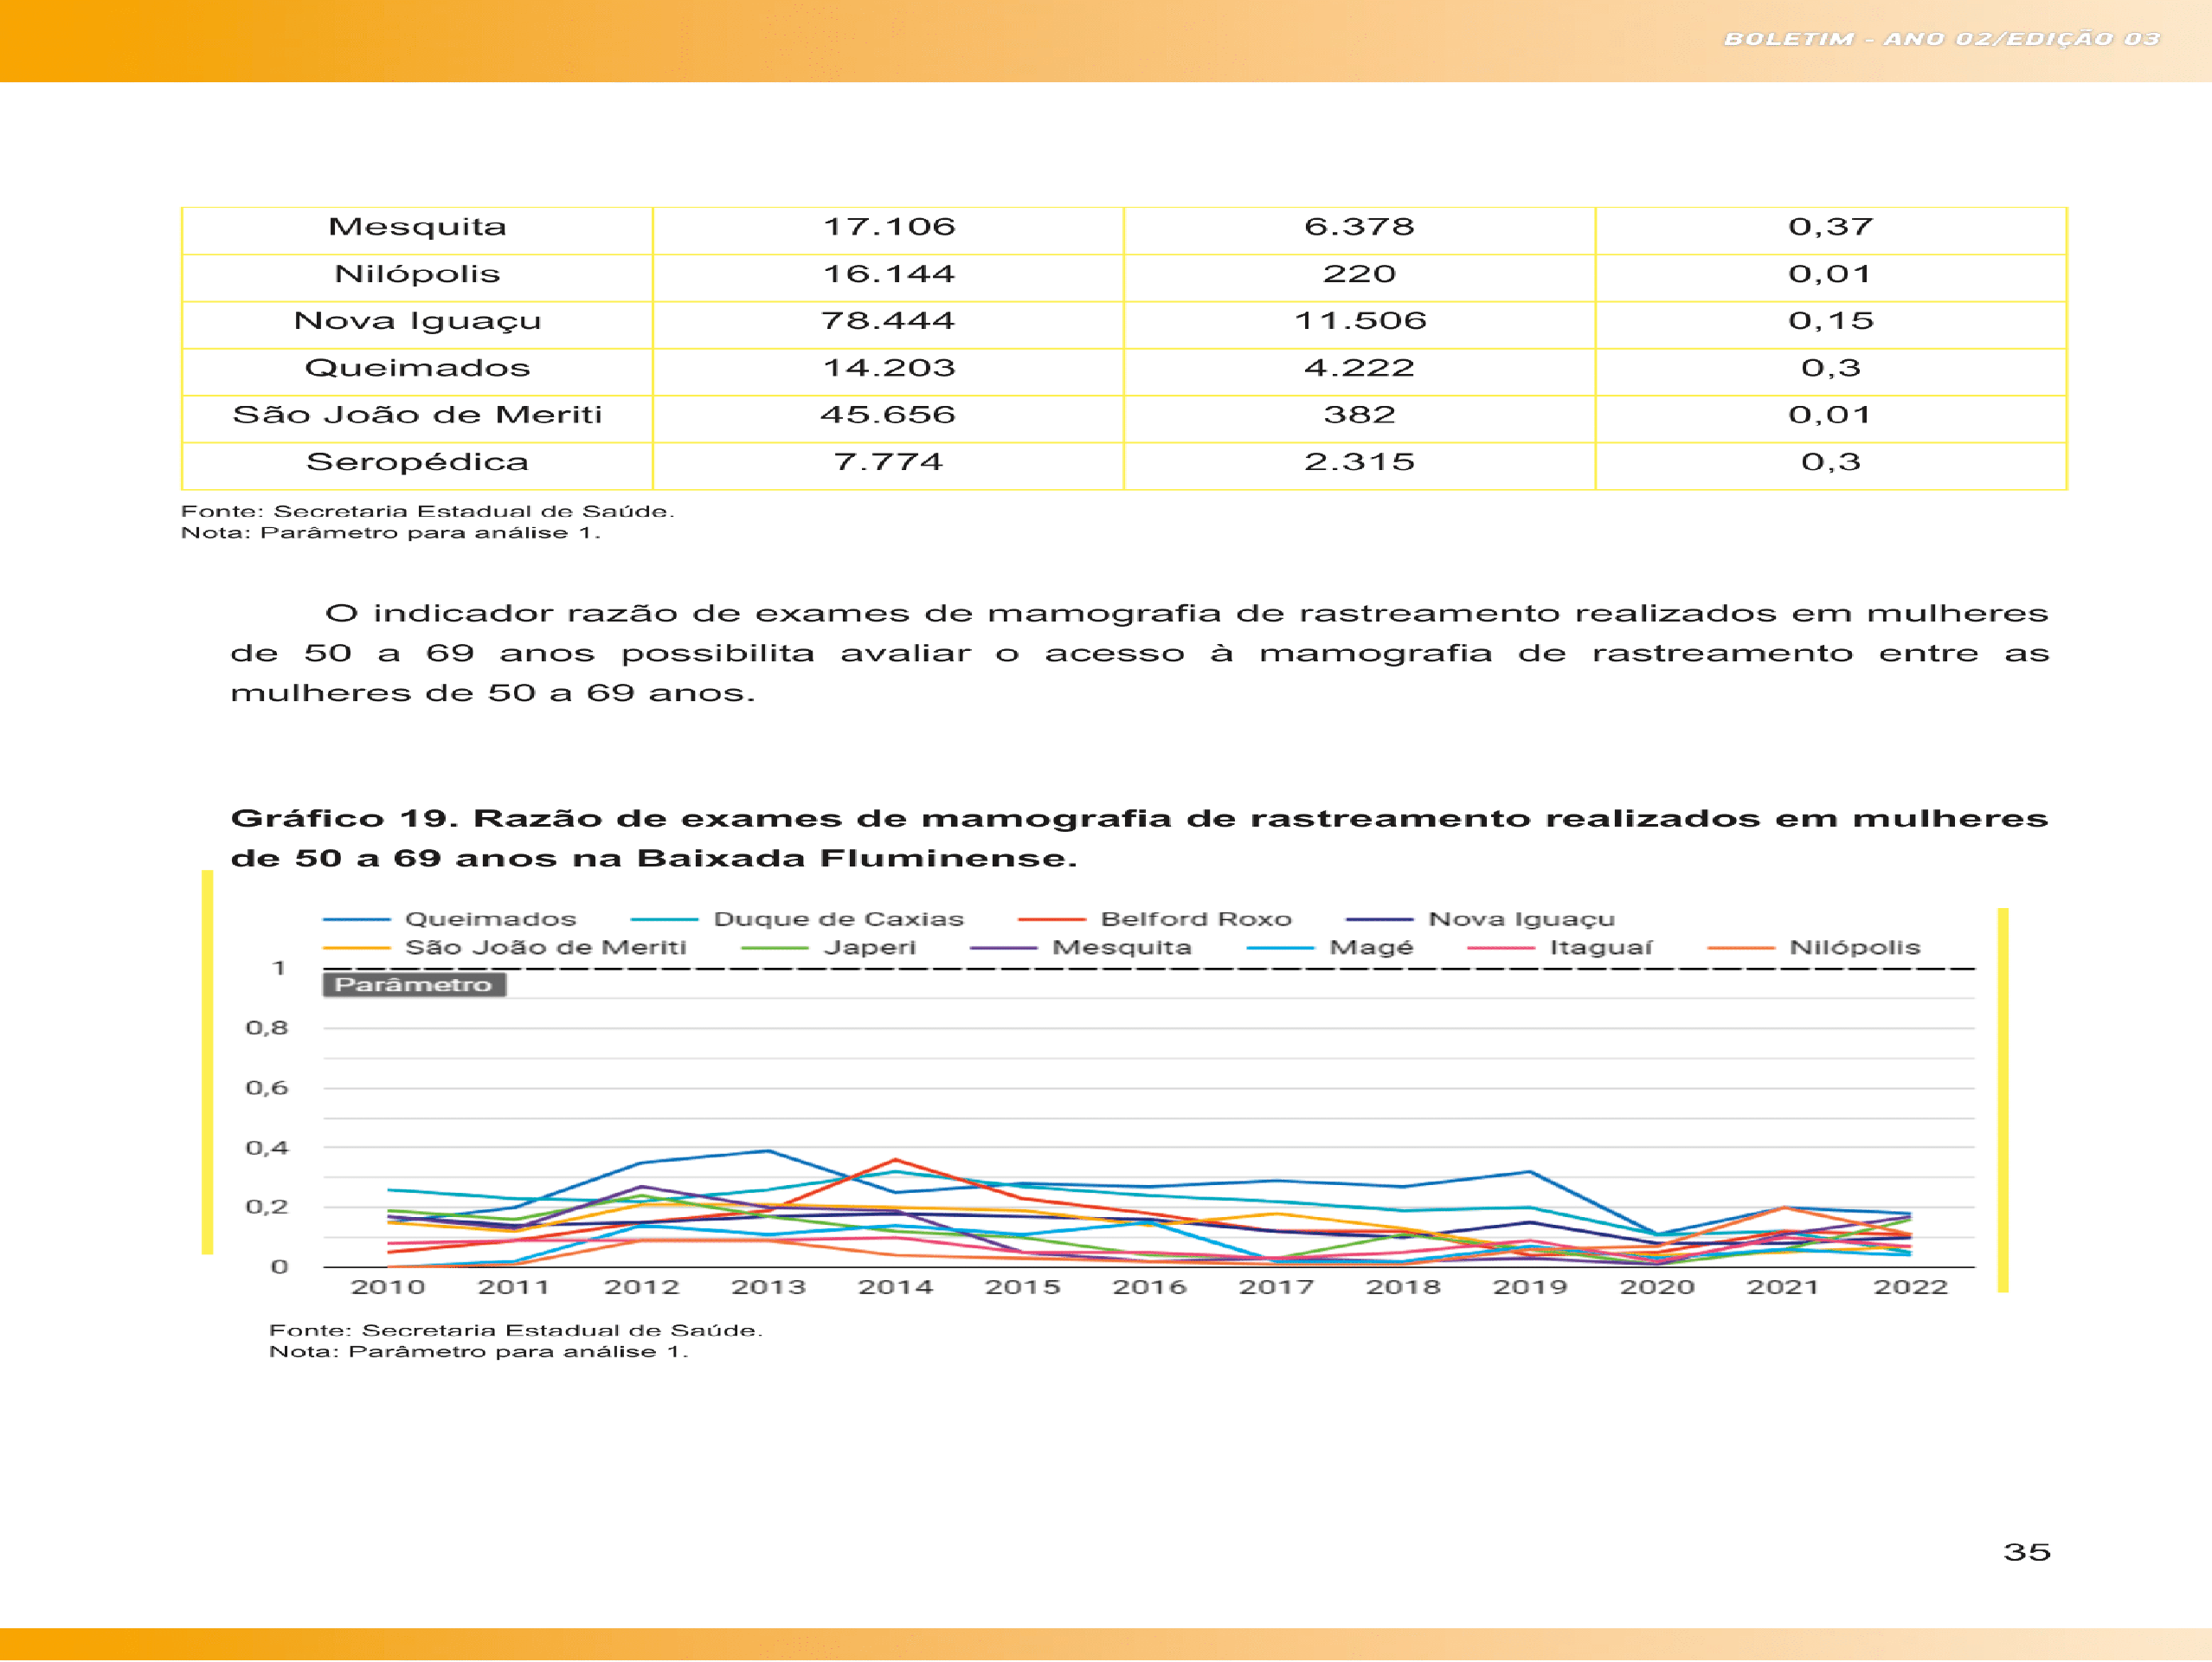 BOLETIM - ANO 02/EDIÇÃO 03
Mesquita 17.106 6.378 0,37
Nilópolis 16.144 220 0,01
Nova Iguaçu 78.444 11.506 0,15
Queimados 14.203 4.222 0,3
São João de Meriti 45.656 382 0,01
Seropédica 7.774 2.315 0,3
Fonte: Secretaria Estadual de Saúde.
Nota: Parâmetro para análise 1.
O indicador razão de exames de mamografia de rastreamento realizados em mulheres
de 50 a 69 anos possibilita avaliar o acesso à mamografia de rastreamento entre as
mulheres de 50 a 69 anos.
Gráfico 19. Razão de exames de mamografia de rastreamento realizados em mulheres
de 50 a 69 anos na Baixada Fluminense.
Queimados Duque de Caxias Belford Roxo Nova Iguaçu
São João de Meriti Japeri Mesquita Magé Itaguaí Nilópolis
1
Parâmetro
0,8
0,6
0,4
0,2
0
2010 2011 2012 2013 2014 2015 2016 2017 2018 2019 2020 2021 2022
Fonte: Secretaria Estadual de Saúde.
Nota: Parâmetro para análise 1.
35